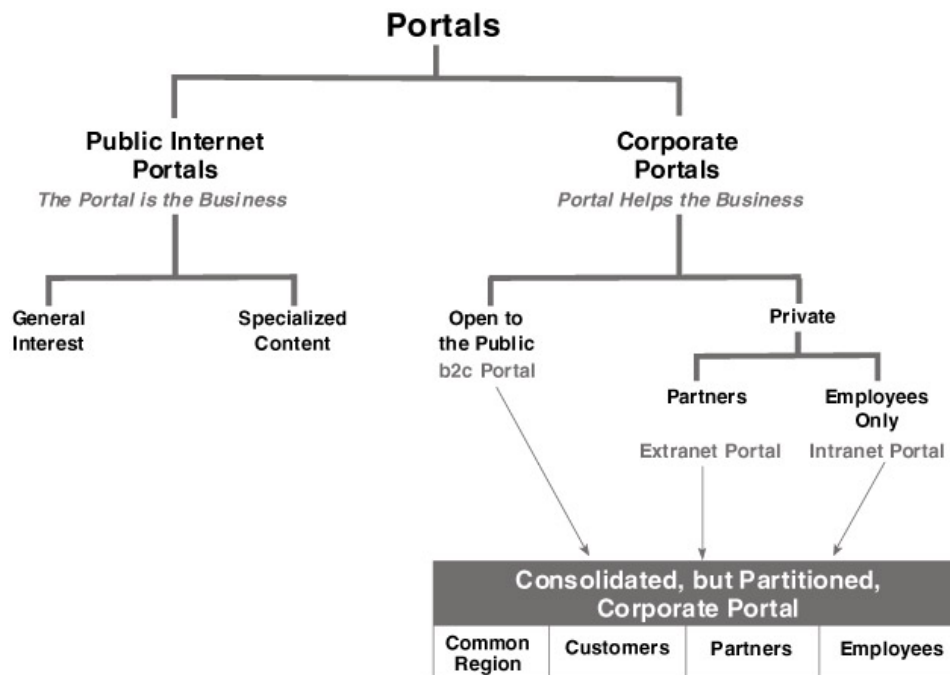 Portals
Public Internet
Portals
The Portal is the Business
Corporate
Portals
Portal Helps the Business
General
Interest
Specialized
Content
Open to
the Public
b2c Portal
Private
Partners
Extranet Portal
Employees
Only
Intranet Portal
Consolidated, but Partitioned,
Corporate Portal
Common
Region
Customers
Partners
Employees